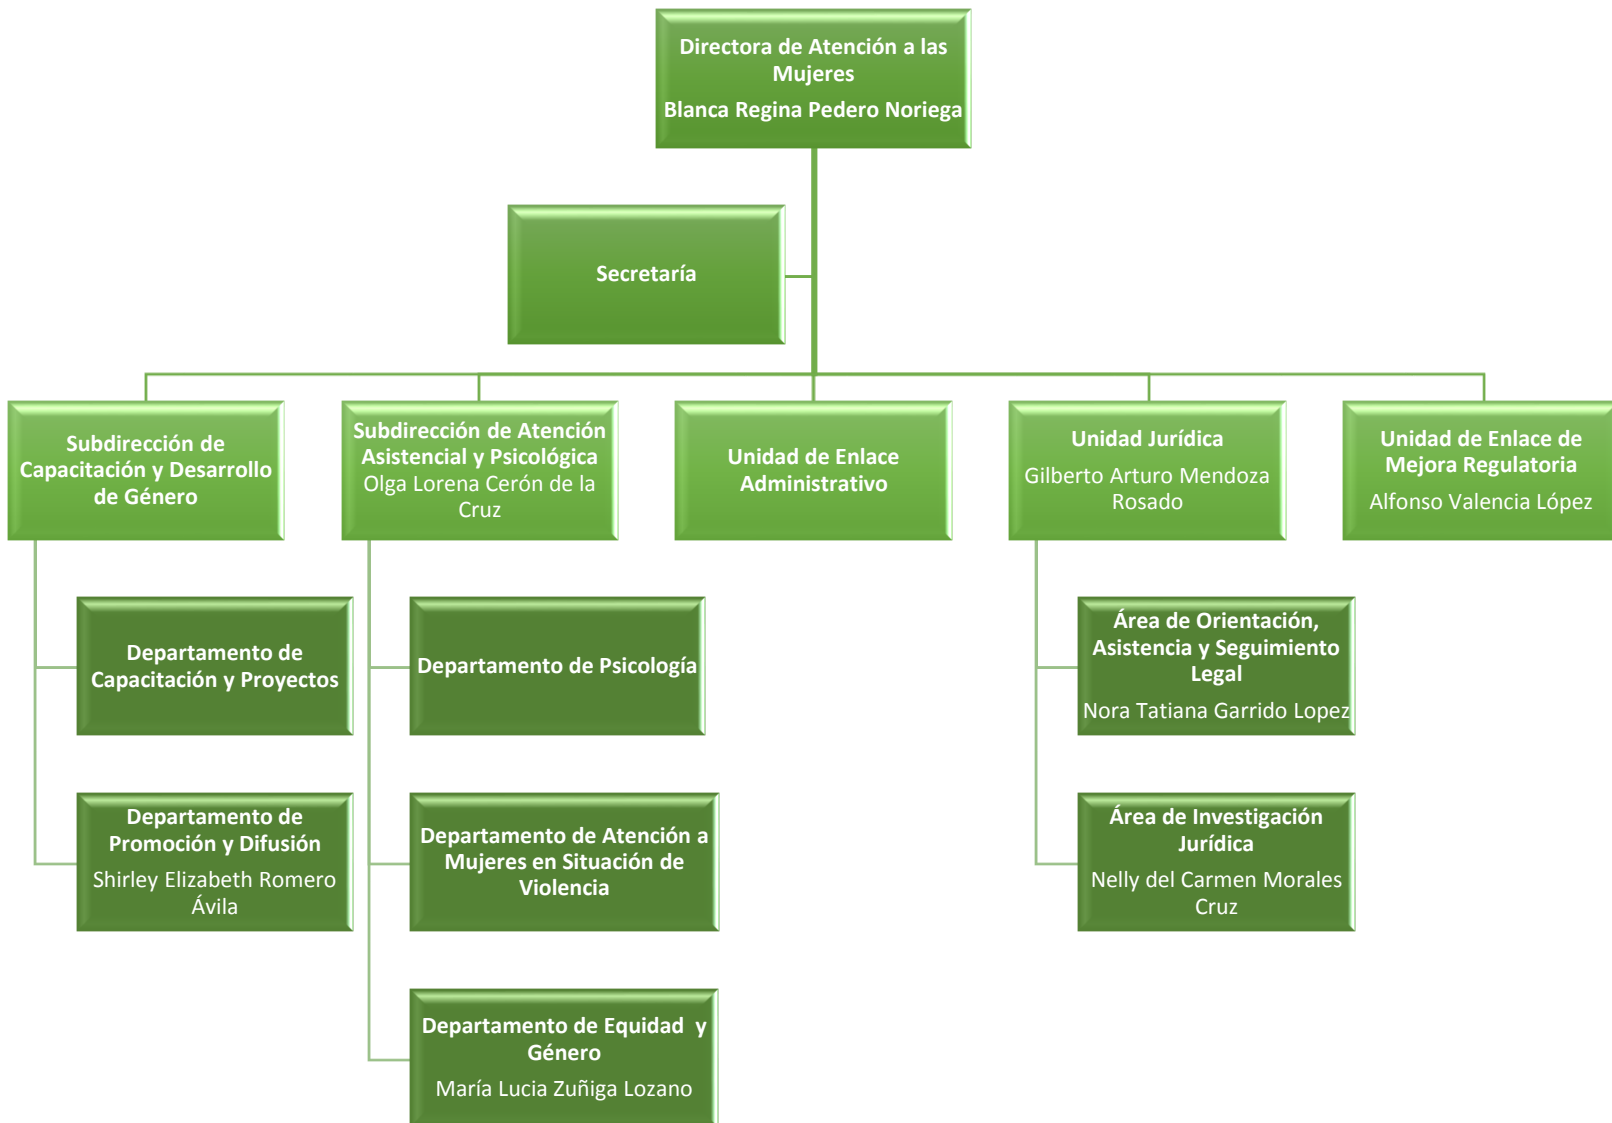 Directora de Atención a las
Mujeres
Blanca Regina Pedero Noriega
Secretaría
Subdirección de
Capacitación y Desarrollo
de Género
Subdirección de Atención
Asistencial y Psicológica
Olga Lorena Cerón de la
Cruz
Unidad de Enlace
Administrativo
Unidad Jurídica
Gilberto Arturo Mendoza
Rosado
Unidad de Enlace de
Mejora Regulatoria
Alfonso Valencia López
Departamento de
Capacitación y Proyectos
Departamento de Psicología
Área de Orientación,
Asistencia y Seguimiento
Legal
Nora Tatiana Garrido Lopez
Departamento de
Promoción y Difusión
Shirley Elizabeth Romero
Ávila
Departamento de Atención a
Mujeres en Situación de
Violencia
Área de Investigación
Jurídica
Nelly del Carmen Morales
Cruz
Departamento de Equidad  y
Género
María Lucia Zuñiga Lozano